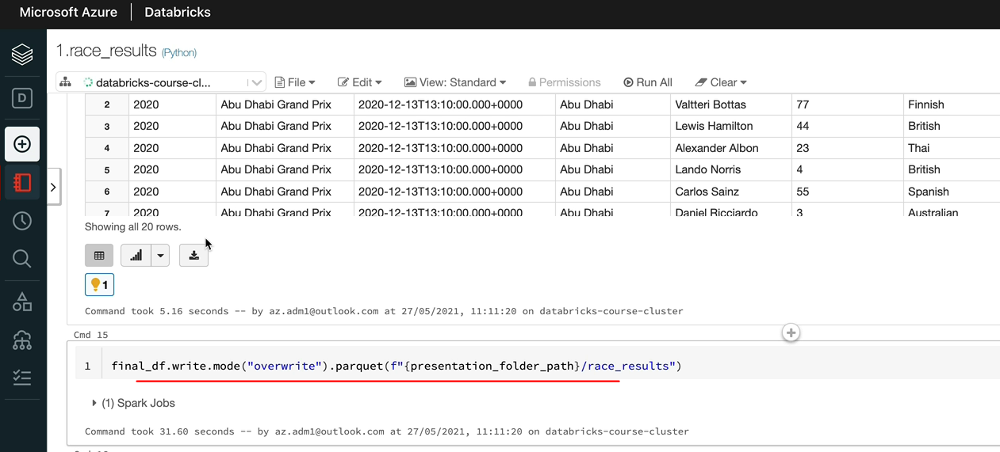 Microsoft Azure | Databricks
1.race_results (Python)
databricks-course-cl... File Edit View: Standard Permissions Run All Clear
D
2 2020 Abu Dhabi Grand Prix 2020-12-13T13:10:00.000+0000 Abu Dhabi Valtteri Bottas 77 Finnish
3 2020 Abu Dhabi Grand Prix 2020-12-13T13:10:00.000+0000 Abu Dhabi Lewis Hamilton 44 British
4 2020 Abu Dhabi Grand Prix 2020-12-13T13:10:00.000+0000 Abu Dhabi Alexander Albon 23 Thai
5 2020 Abu Dhabi Grand Prix 2020-12-13T13:10:00.000+0000 Abu Dhabi Lando Norris 4 British
6 2020 Abu Dhabi Grand Prix 2020-12-13T13:10:00.000+0000 Abu Dhabi Carlos Sainz 55 Spanish
7 2020 Abu Dhabi Grand Prix 2020-12-13T13:10:00.000+0000 Abu Dhabi Daniel Ricciardo 3 Australian
Showing all 20 rows.
1
Command took 5.16 seconds -- by az.adm1@outlook.com at 27/05/2021, 11:11:20 on databricks-course-cluster
Cmd 15
1 final_df.write.mode("overwrite").parquet(f"{presentation_folder_path}/race_results")
(1) Spark Jobs
Command took 31.60 seconds -- by az.adm1@outlook.com at 27/05/2021, 11:11:20 on databricks-course-cluster